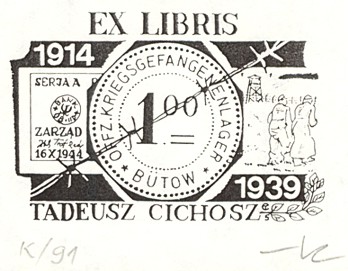 EX LIBRIS
1914
SERJA A
OFFZ. KRIEGSGEFANGENENLAGER
1.00
* BÜTOW *
ZARZĄD
16 X 1944
1939
TADEUSZ CICHOSZ
K/91